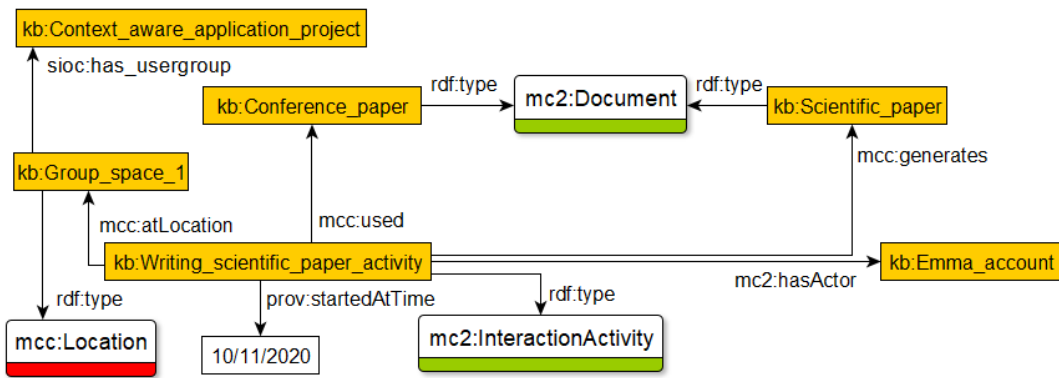 kb:Context_aware_application_project
sioc:has_usergroup
rdf:type
rdf:type
kb:Conference_paper
mc2:Document
kb:Scientific_paper
mcc:generates
kb:Group_space_1
mcc:atLocation
mcc:used
kb:Writing_scientific_paper_activity
kb:Emma_account
mc2:hasActor
rdf:type
prov:startedAtTime
rdf:type
mcc:Location
10/11/2020
mc2:InteractionActivity